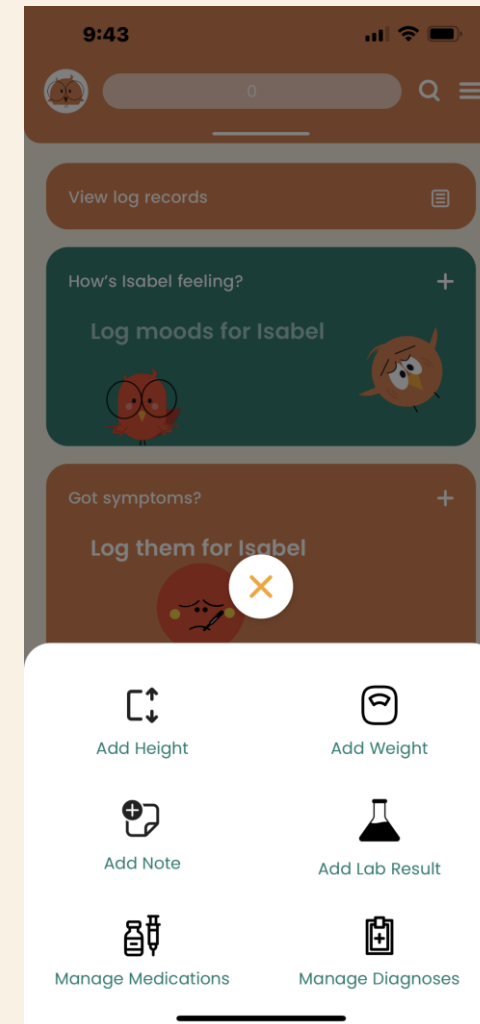 9:43
0
View log records
How's Isabel feeling?
Log moods for Isabel
Got symptoms?
Log them for Isabel
Add Height
Add Weight
Add Note
Add Lab Result
Manage Medications
Manage Diagnoses